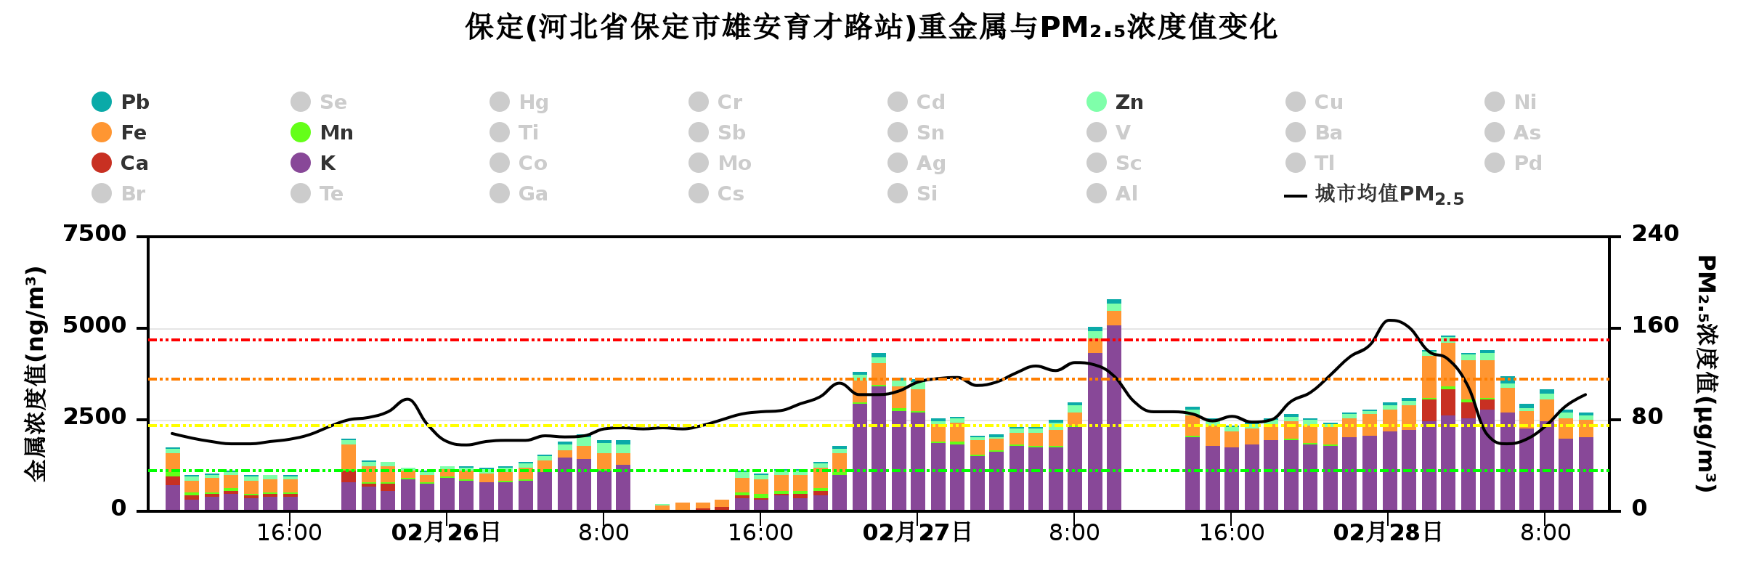 保定(河北省保定市雄安育才路站)重金属与PM₂.₅浓度值变化
Pb Se Hg Cr Cd Zn Cu Ni
Fe Mn Ti Sb Sn V Ba As
Ca K Co Mo Ag Sc Tl Pd
Br Te Ga Cs Si Al 城市均值PM2.5
7500 240
5000 160
2500 80
0 0
金属浓度值(ng/m³)
PM₂.₅浓度值(μg/m³)
16:00 02月26日 8:00 16:00 02月27日 8:00 16:00 02月28日 8:00